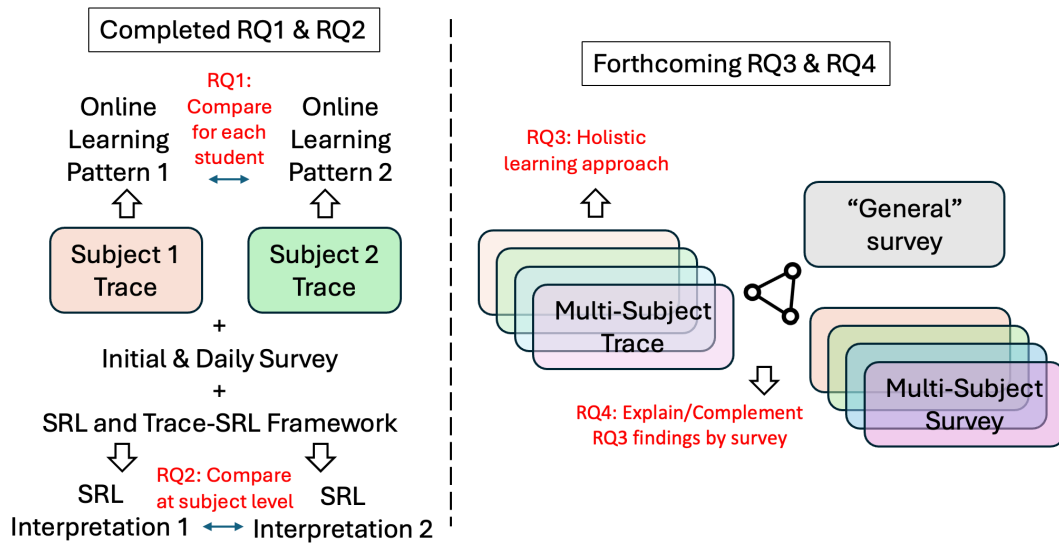 Completed RQ1 & RQ2
RQ1:
Compare
for each
student
Online
Learning
Pattern 1
Online
Learning
Pattern 2
Subject 1
Trace
Subject 2
Trace
+
Initial & Daily Survey
+
SRL and Trace-SRL Framework
RQ2: Compare
at subject level
SRL
Interpretation 1
SRL
Interpretation 2
Forthcoming RQ3 & RQ4
RQ3: Holistic
learning approach
“General”
survey
Multi-Subject
Trace
Multi-Subject
Survey
RQ4: Explain/Complement
RQ3 findings by survey